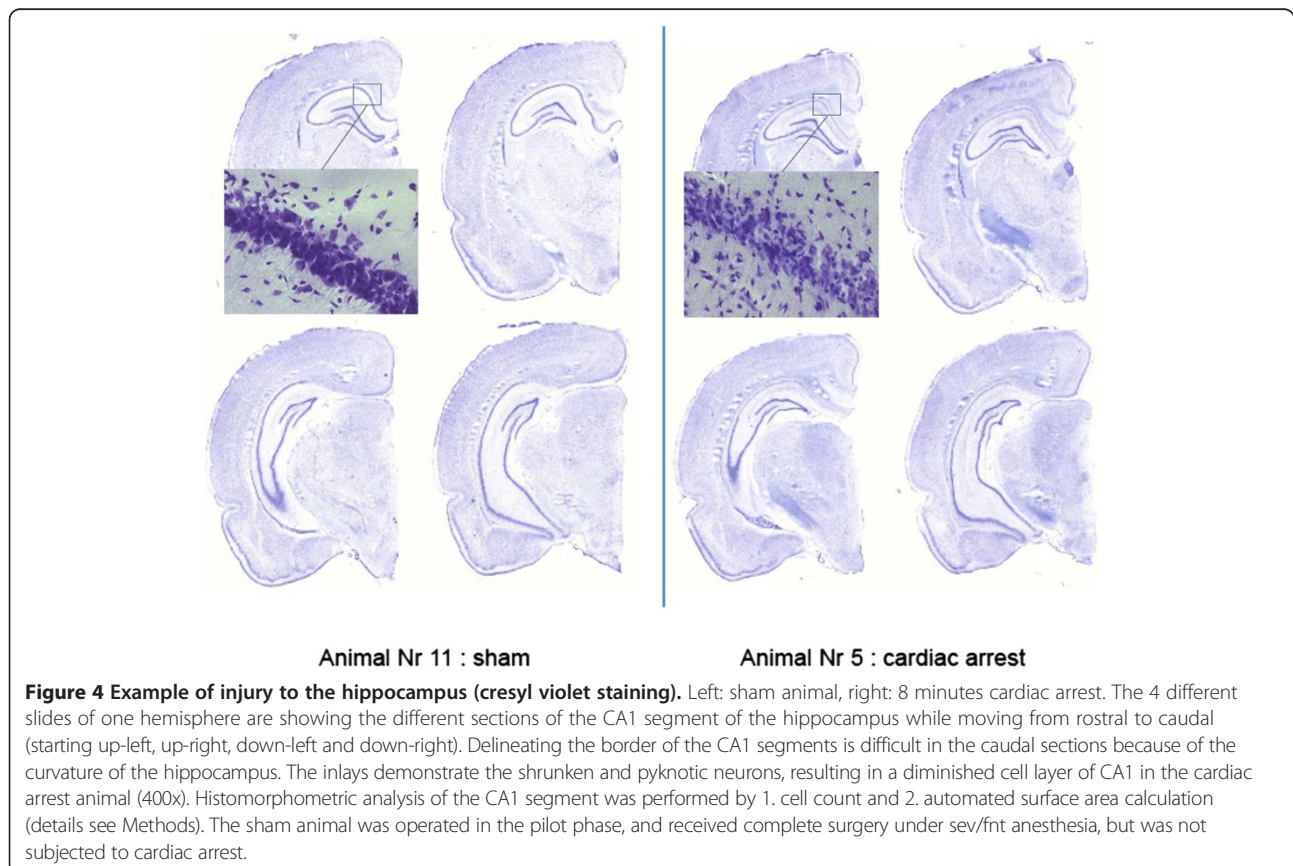 Animal Nr 11 : sham
Animal Nr 5 : cardiac arrest
Figure 4 Example of injury to the hippocampus (cresyl violet staining). Left: sham animal, right: 8 minutes cardiac arrest. The 4 different
slides of one hemisphere are showing the different sections of the CA1 segment of the hippocampus while moving from rostral to caudal
(starting up-left, up-right, down-left and down-right). Delineating the border of the CA1 segments is difficult in the caudal sections because of the
curvature of the hippocampus. The inlays demonstrate the shrunken and pyknotic neurons, resulting in a diminished cell layer of CA1 in the cardiac
arrest animal (400x). Histomorphometric analysis of the CA1 segment was performed by 1. cell count and 2. automated surface area calculation
(details see Methods). The sham animal was operated in the pilot phase, and received complete surgery under sev/fnt anesthesia, but was not
subjected to cardiac arrest.